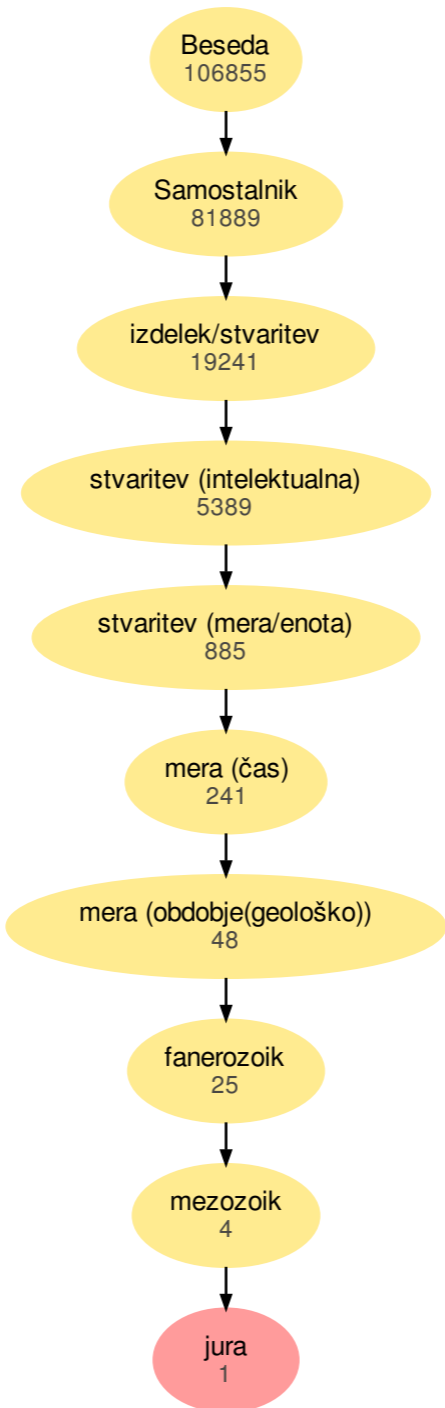 Beseda
106855
Samostalnik
81889
izdelek/stvaritev
19241
stvaritev (intelektualna)
5389
stvaritev (mera/enota)
885
mera (čas)
241
mera (obdobje(geološko))
48
fanerozoik
25
mezozoik
4
jura
1